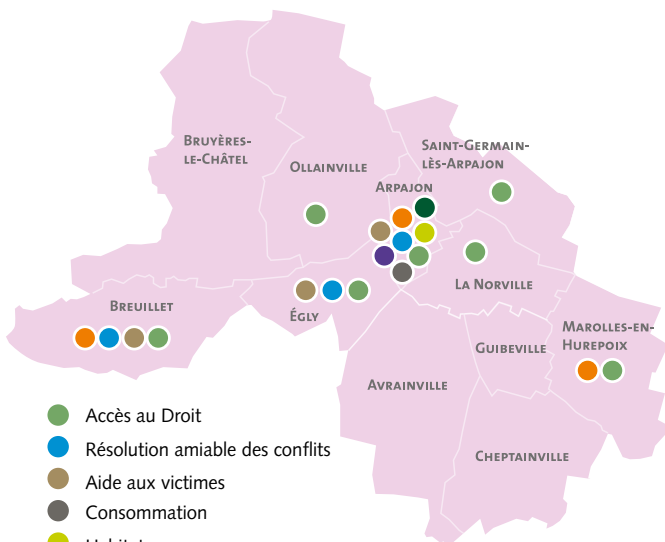 BRUYÈRES-
LE-CHÂTEL
OLLAINVILLE
SAINT-GERMAIN-
LÈS-ARPAJON
ARPAJON
LA NORVILLE
BREUILLET
ÉGLY
MAROLLES-EN-
HUREPOIX
GUIBEVILLE
AVRAINVILLE
CHEPTAINVILLE
Accès au Droit
Résolution amiable des conflits
Aide aux victimes
Consommation